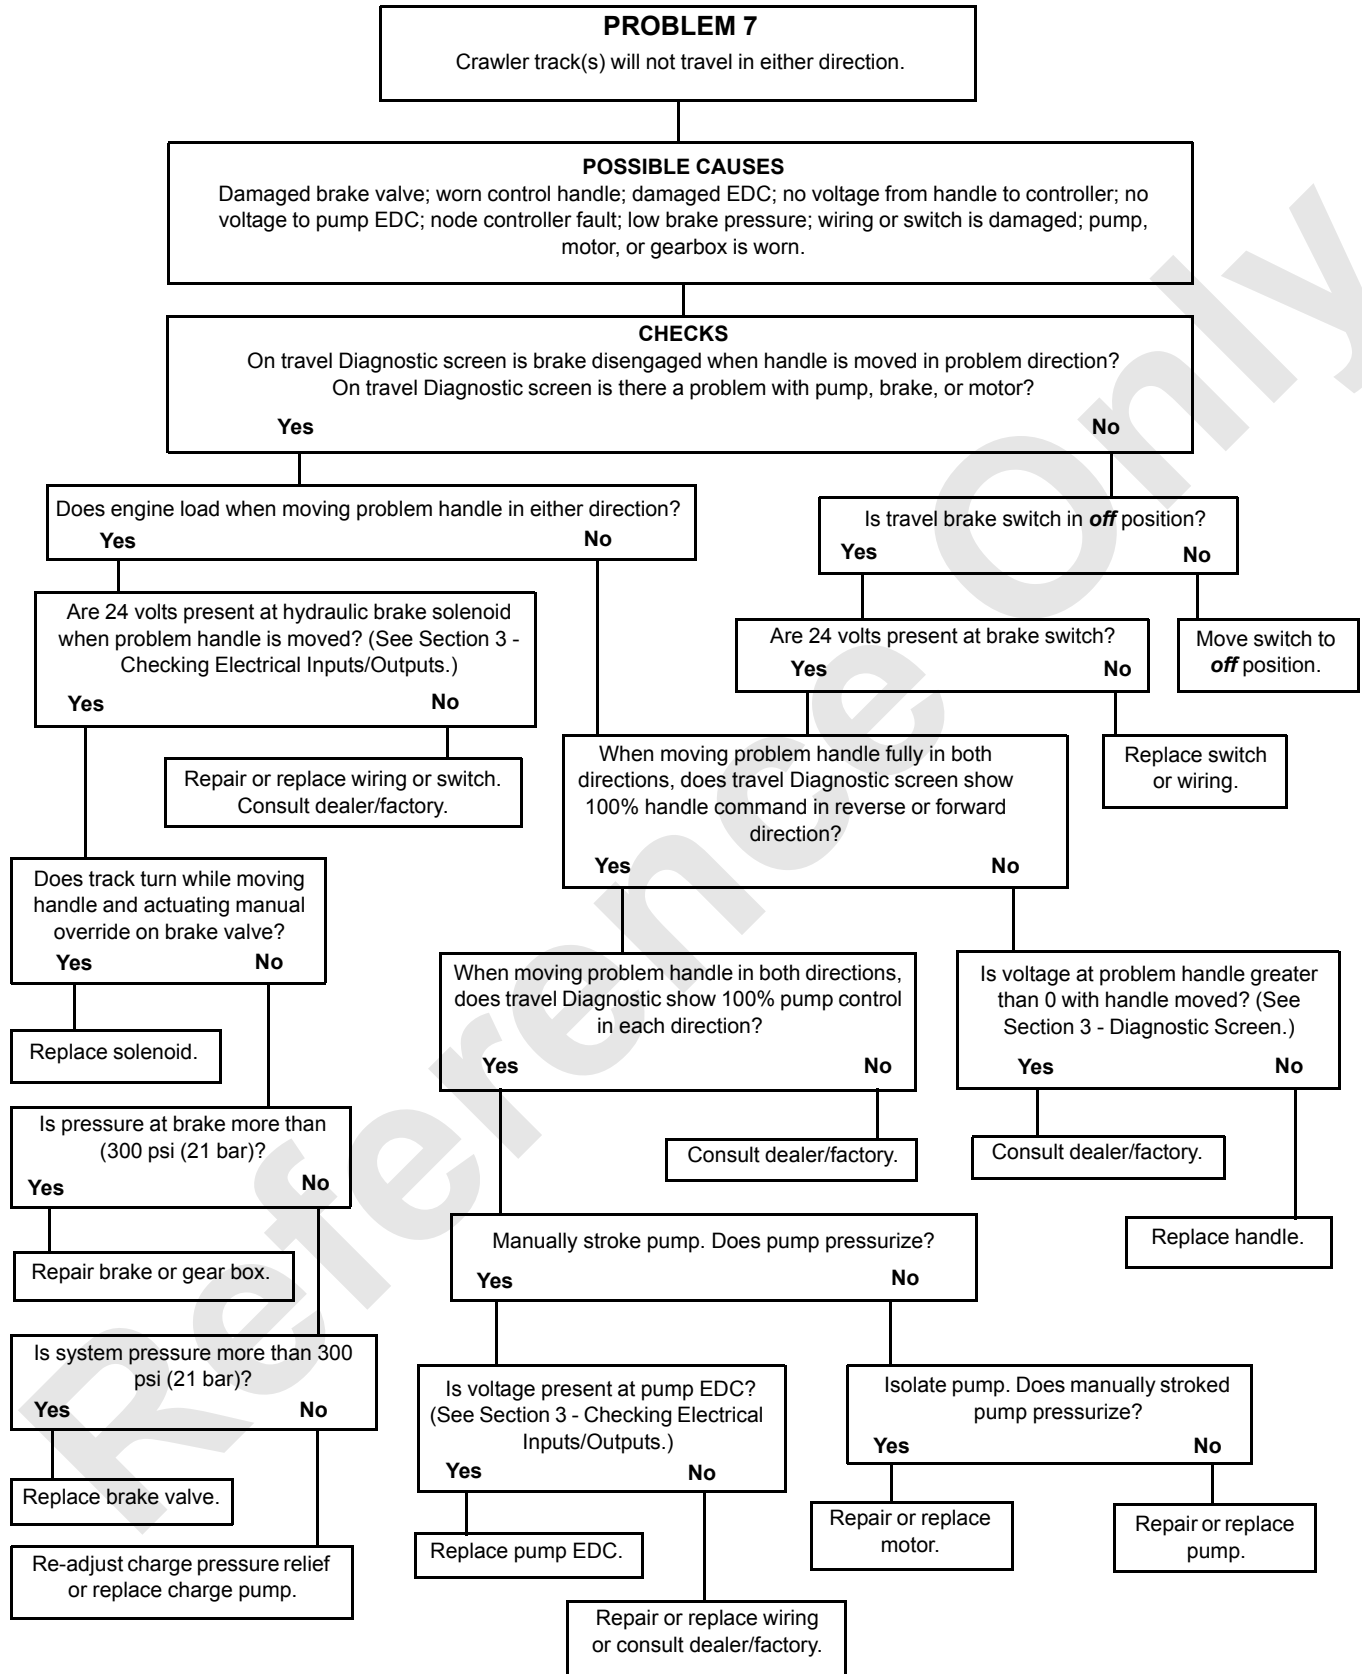 PROBLEM 7
Crawler track(s) will not travel in either direction.
POSSIBLE CAUSES
Damaged brake valve; worn control handle; damaged EDC; no voltage from handle to controller; no
voltage to pump EDC; node controller fault; low brake pressure; wiring or switch is damaged; pump,
motor, or gearbox is worn.
CHECKS
On travel Diagnostic screen is brake disengaged when handle is moved in problem direction?
On travel Diagnostic screen is there a problem with pump, brake, or motor?
Yes
No
Does engine load when moving problem handle in either direction?
Yes
No
Is travel brake switch in off position?
Yes
No
Are 24 volts present at hydraulic brake solenoid
when problem handle is moved? (See Section 3 -
Checking Electrical Inputs/Outputs.)
Yes
No
Are 24 volts present at brake switch?
Yes
No
Move switch to
off position.
Repair or replace wiring or switch.
Consult dealer/factory.
When moving problem handle fully in both
directions, does travel Diagnostic screen show
100% handle command in reverse or forward
direction?
Yes
No
Replace switch
or wiring.
Does track turn while moving
handle and actuating manual
override on brake valve?
Yes
No
When moving problem handle in both directions,
does travel Diagnostic show 100% pump control
in each direction?
Yes
No
Is voltage at problem handle greater
than 0 with handle moved? (See
Section 3 - Diagnostic Screen.)
Yes
No
Replace solenoid.
Is pressure at brake more than
(300 psi (21 bar)?
Yes
No
Consult dealer/factory.
Consult dealer/factory.
Manually stroke pump. Does pump pressurize?
Yes
No
Replace handle.
Repair brake or gear box.
Is system pressure more than 300
psi (21 bar)?
Yes
No
Is voltage present at pump EDC?
(See Section 3 - Checking Electrical
Inputs/Outputs.)
Yes
No
Isolate pump. Does manually stroked
pump pressurize?
Yes
No
Replace brake valve.
Repair or replace
motor.
Repair or replace
pump.
Re-adjust charge pressure relief
or replace charge pump.
Replace pump EDC.
Repair or replace wiring
or consult dealer/factory.
Reference Only